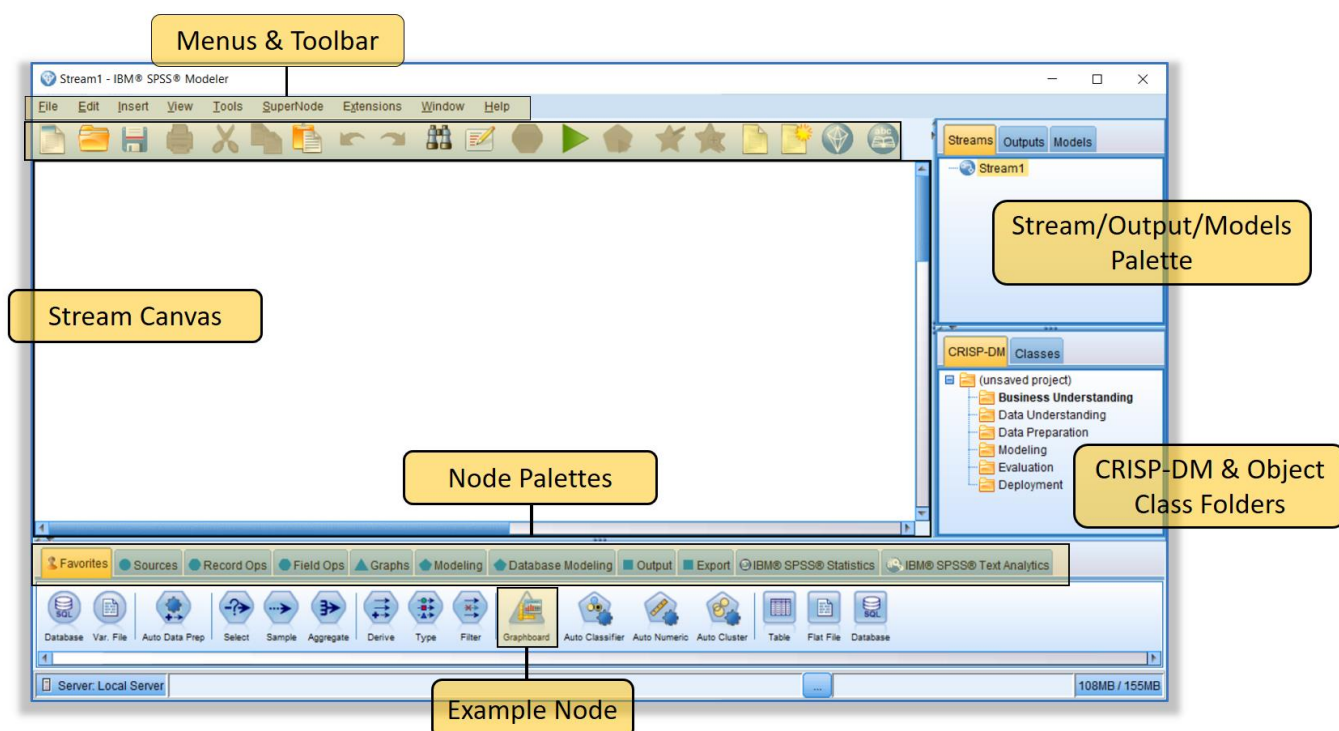 Menus & Toolbar
Stream1 - IBM® SPSS® Modeler
File Edit Insert View Tools SuperNode Extensions Window Help
abc
Streams Outputs Models
Stream1
Stream/Output/Models
Palette
Stream Canvas
CRISP-DM Classes
(unsaved project)
Business Understanding
Data Understanding
Data Preparation
Modeling
Evaluation
Deployment
CRISP-DM & Object
Class Folders
Node Palettes
Favorites Sources Record Ops Field Ops Graphs Modeling Database Modeling Output Export IBM® SPSS® Statistics IBM® SPSS® Text Analytics
SQL SQL
Database Var. File Auto Data Prep Select Sample Aggregate Derive Type Filter Graphboard Auto Classifier Auto Numeric Auto Cluster Table Flat File Database
Server: Local Server ... 108MB / 155MB
Example Node